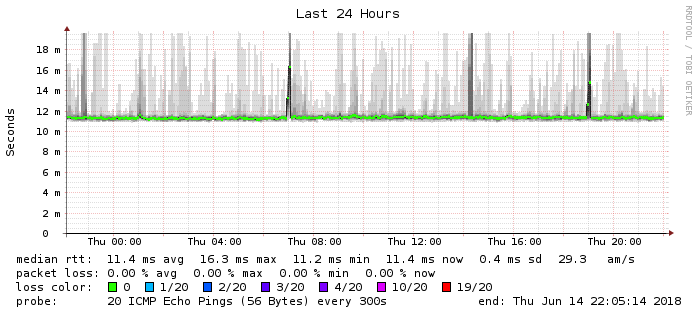 Last 24 Hours
RRDTOOL / TOBI OETIKER
Seconds
18 m
16 m
14 m
12 m
10 m
8 m
6 m
4 m
2 m
0
Thu 00:00 Thu 04:00 Thu 08:00 Thu 12:00 Thu 16:00 Thu 20:00
median rtt: 11.4 ms avg 16.3 ms max 11.2 ms min 11.4 ms now 0.4 ms sd 29.3 am/s
packet loss: 0.00 % avg 0.00 % max 0.00 % min 0.00 % now
loss color: 0 1/20 2/20 3/20 4/20 10/20 19/20
probe: 20 ICMP Echo Pings (56 Bytes) every 300s end: Thu Jun 14 22:05:14 2018